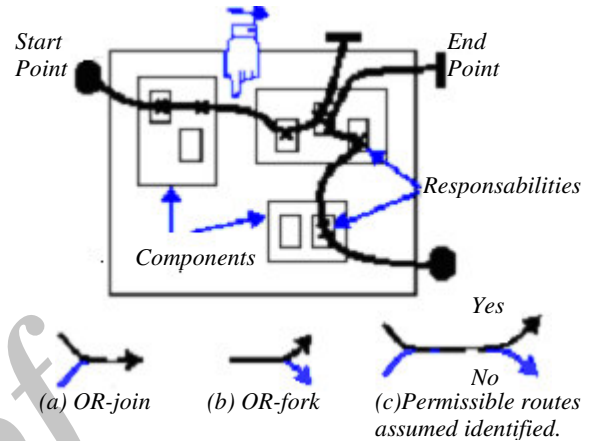 Start
Point
End
Point
Responsabilities
Components
Yes
No
(a) OR-join
(b) OR-fork
(c)Permissible routes
assumed identified.